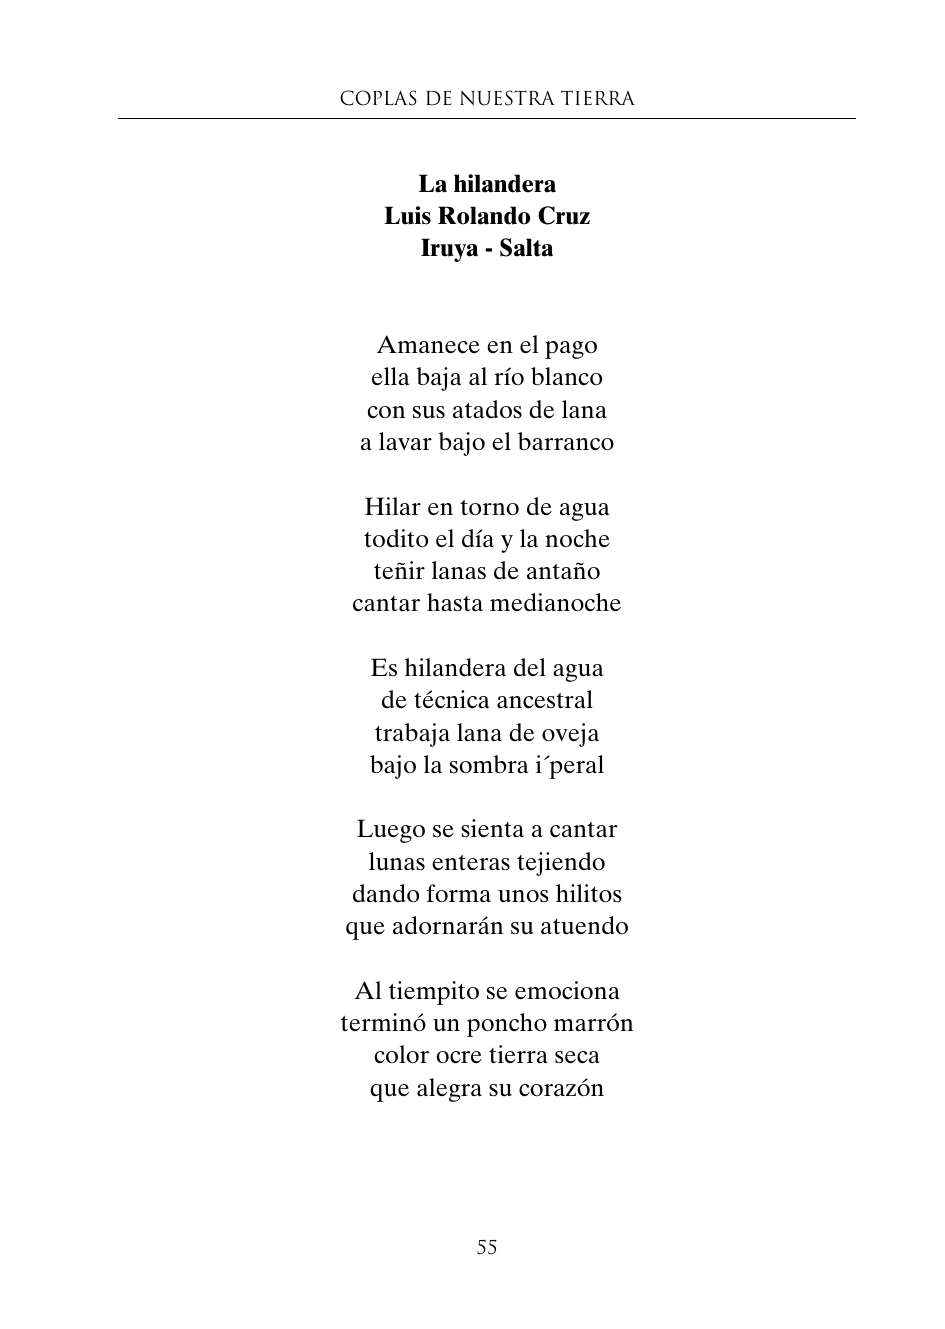 COPLAS DE NUESTRA TIERRA
La hilandera
Luis Rolando Cruz
Iruya - Salta
Amanece en el pago
ella baja al río blanco
con sus atados de lana
a lavar bajo el barranco
Hilar en torno de agua
todito el día y la noche
teñir lanas de antaño
cantar hasta medianoche
Es hilandera del agua
de técnica ancestral
trabaja lana de oveja
bajo la sombra i´peral
Luego se sienta a cantar
lunas enteras tejiendo
dando forma unos hilitos
que adornarán su atuendo
Al tiempito se emociona
terminó un poncho marrón
color ocre tierra seca
que alegra su corazón
55